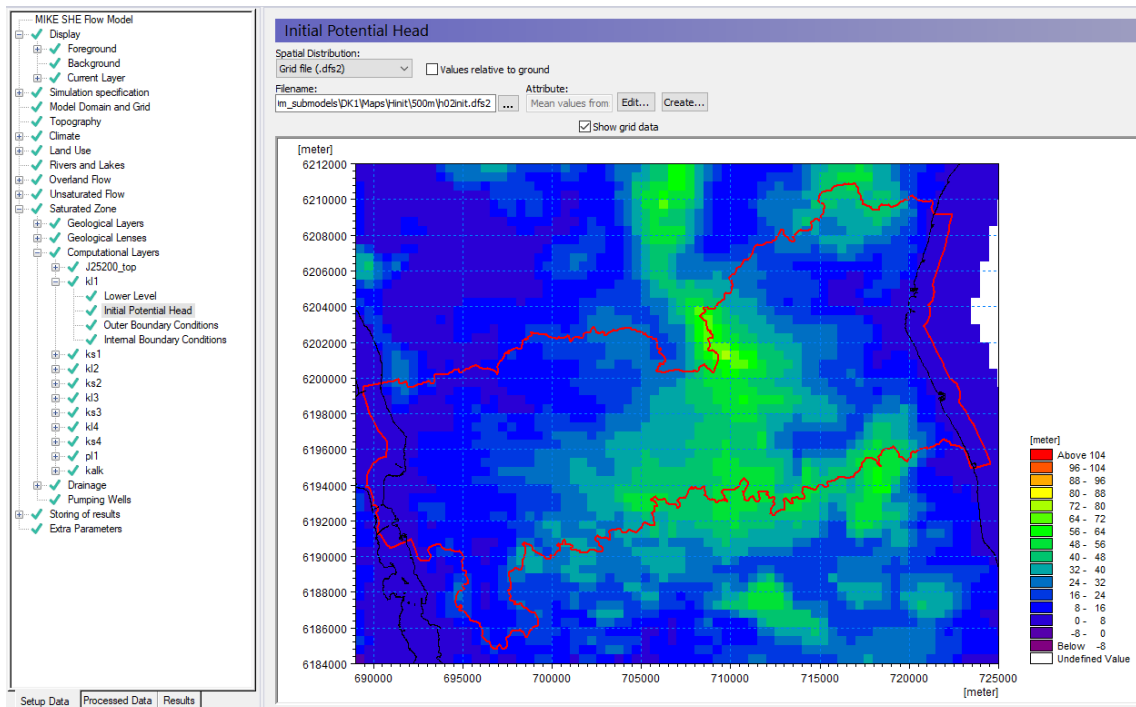 MIKE SHE Flow Model
Display
Foreground
Background
Current Layer
Simulation specification
Model Domain and Grid
Topography
Climate
Land Use
Rivers and Lakes
Overland Flow
Unsaturated Flow
Saturated Zone
Geological Layers
Geological Lenses
Computational Layers
J25200_top
kl1
Lower Level
Initial Potential Head
Outer Boundary Conditions
Internal Boundary Conditions
ks1
kl2
ks2
kl3
ks3
kl4
ks4
pl1
kalk
Drainage
Pumping Wells
Storing of results
Extra Parameters
Setup Data Processed Data Results
Initial Potential Head
Spatial Distribution:
Grid file (.dfs2) Values relative to ground
Filename: Attribute:
m_submodels\DK1\Maps\Hinit\500m\h02init.dfs2 ... Mean values from Edit... Create...
Show grid data
[meter]
6212000
6210000
6208000
6206000
6204000
6202000
6200000
6198000
6196000
6194000
6192000
6190000
6188000
6186000
6184000
690000 695000 700000 705000 710000 715000 720000 725000
[meter]
[meter]
Above 104
96 - 104
88 - 96
80 - 88
72 - 80
64 - 72
56 - 64
48 - 56
40 - 48
32 - 40
24 - 32
16 - 24
8 - 16
0 - 8
-8 - 0
Below -8
Undefined Value